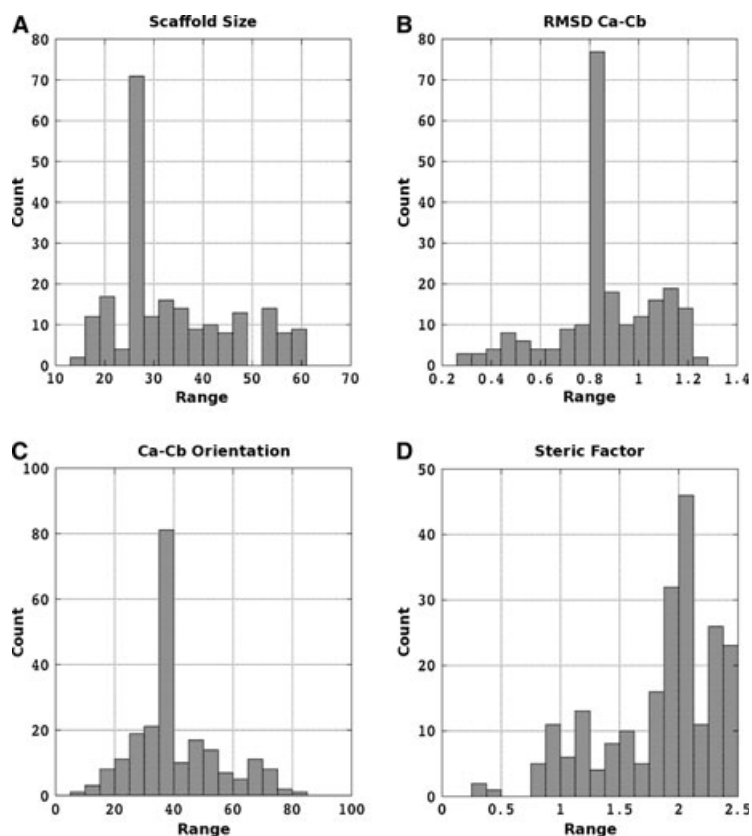 A Scaffold Size
80
70
60
50
40
30
20
10
0
Count
10 20 30 40 50 60 70
Range
B RMSD Ca-Cb
80
70
60
50
40
30
20
10
0
Count
0.2 0.4 0.6 0.8 1 1.2 1.4
Range
C Ca-Cb Orientation
100
80
60
40
20
0
Count
0 20 40 60 80 100
Range
D Steric Factor
50
40
30
20
10
0
Count
0 0.5 1 1.5 2 2.5
Range